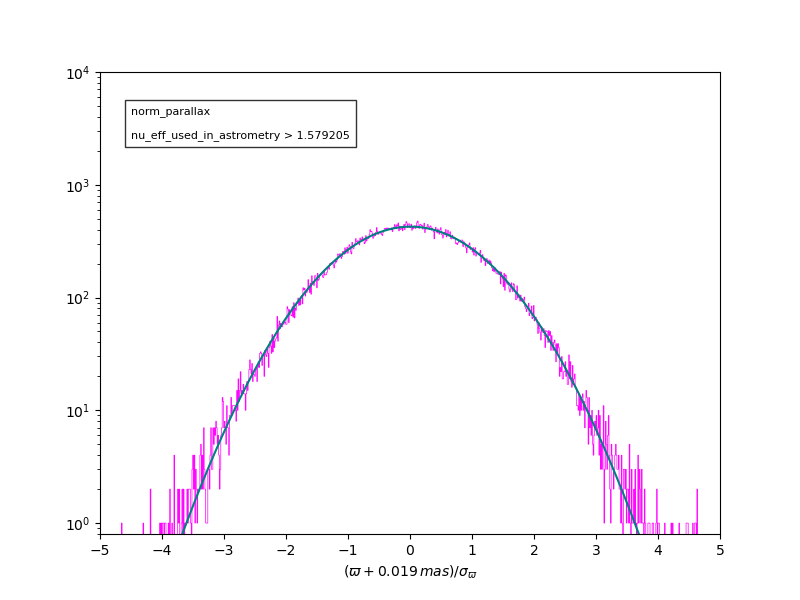 norm_parallax
nu_eff_used_in_astrometry > 1.579205
10⁴
10³
10²
10¹
10⁰
−5 −4 −3 −2 −1 0 1 2 3 4 5
(ϖ + 0.019 mas)/σ_ϖ